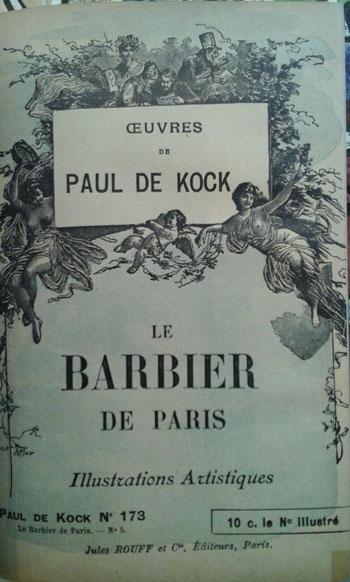 ŒUVRES
DE
PAUL DE KOCK
LE
BARBIER
DE PARIS
Illustrations Artistiques
PAUL DE KOCK N° 173
Le Barbier de Paris. — N° 5.
10 c. le N° Illustré
Jules ROUFF et Cie, Éditeurs, Paris.